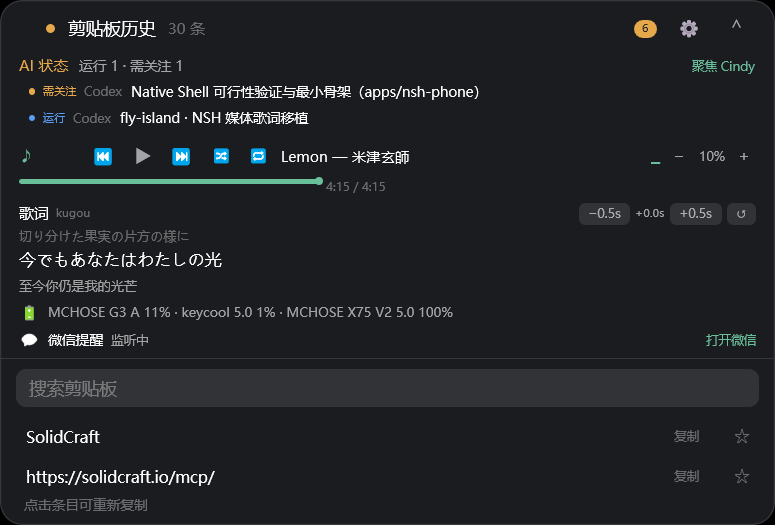 剪贴板历史 30 条 6 ^
AI 状态 运行 1 · 需关注 1 聚焦 Cindy
需关注 Codex Native Shell 可行性验证与最小骨架（apps/nsh-phone）
运行 Codex fly-island · NSH 媒体歌词移植
♪ Lemon — 米津玄師 − 10% +
4:15 / 4:15
歌词 kugou −0.5s +0.0s +0.5s ↺
切り分けた果実の片方の様に
今でもあなたはわたしの光
至今你仍是我的光芒
MCHOSE G3 A 11% · keycool 5.0 1% · MCHOSE X75 V2 5.0 100%
微信提醒 监听中 打开微信
搜索剪贴板
SolidCraft 复制 ☆
https://solidcraft.io/mcp/ 复制 ☆
点击条目可重新复制